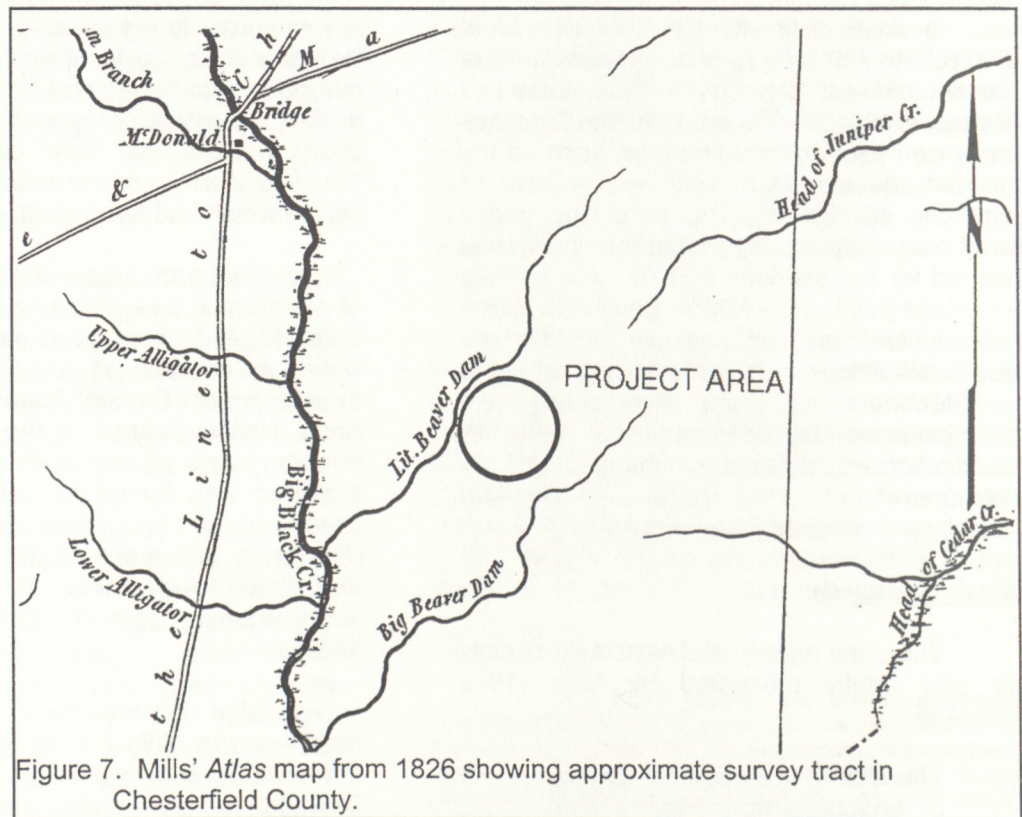 m Branch
Ch
M a
Bridge
McDonald
e &
Upper Alligator
Lower Alligator
Big Black Cr.
Lit. Beaver Dam
Big Beaver Dam
PROJECT AREA
Head of Juniper Cr.
Head of Cedar Cr.
Figure 7. Mills' Atlas map from 1826 showing approximate survey tract in
Chesterfield County.